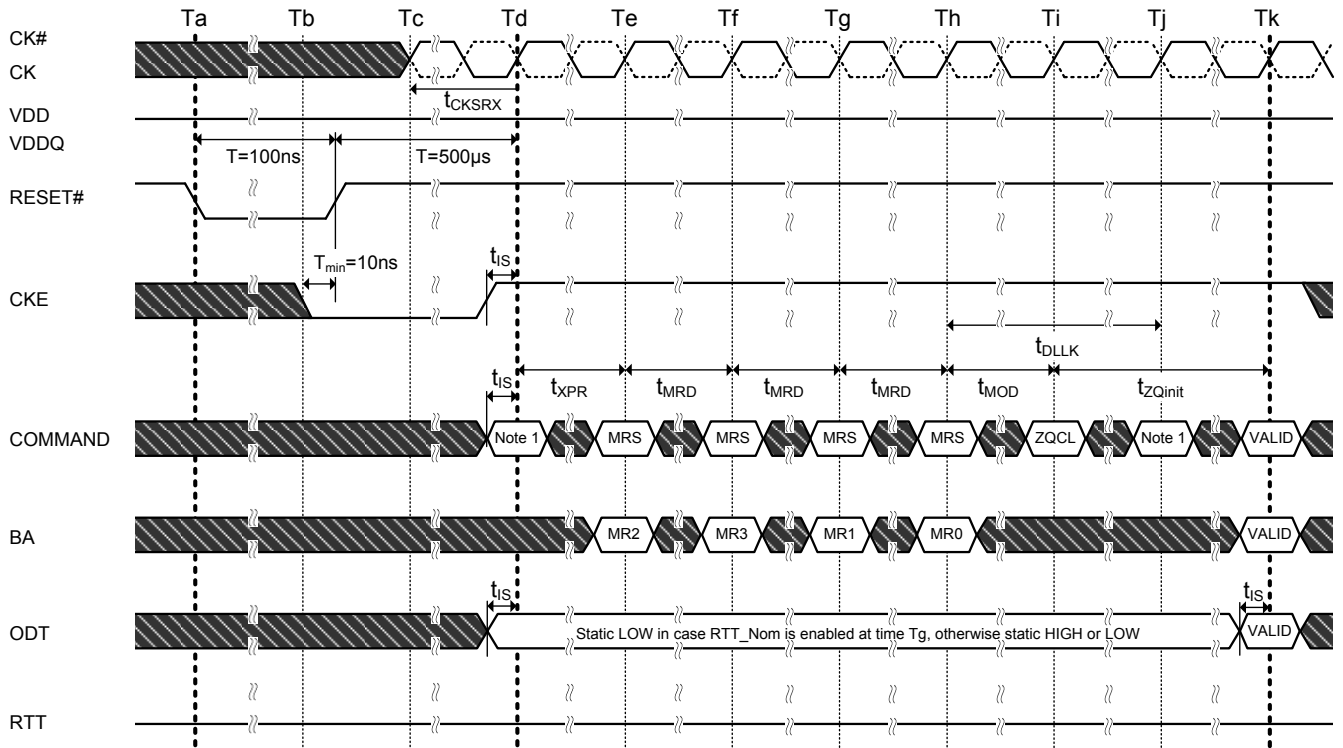 Ta Tb Tc Td Te Tf Tg Th Ti Tj Tk
CK#
CK
tCKSRX
VDD
VDDQ
T=100ns T=500µs
RESET#
Tmin=10ns tIS
CKE
tDLLK
tIS tXPR tMRD tMRD tMRD tMOD tZQinit
COMMAND Note 1 MRS MRS MRS MRS ZQCL Note 1 VALID
BA MR2 MR3 MR1 MR0 VALID
tIS tIS
ODT Static LOW in case RTT_Nom is enabled at time Tg, otherwise static HIGH or LOW VALID
RTT